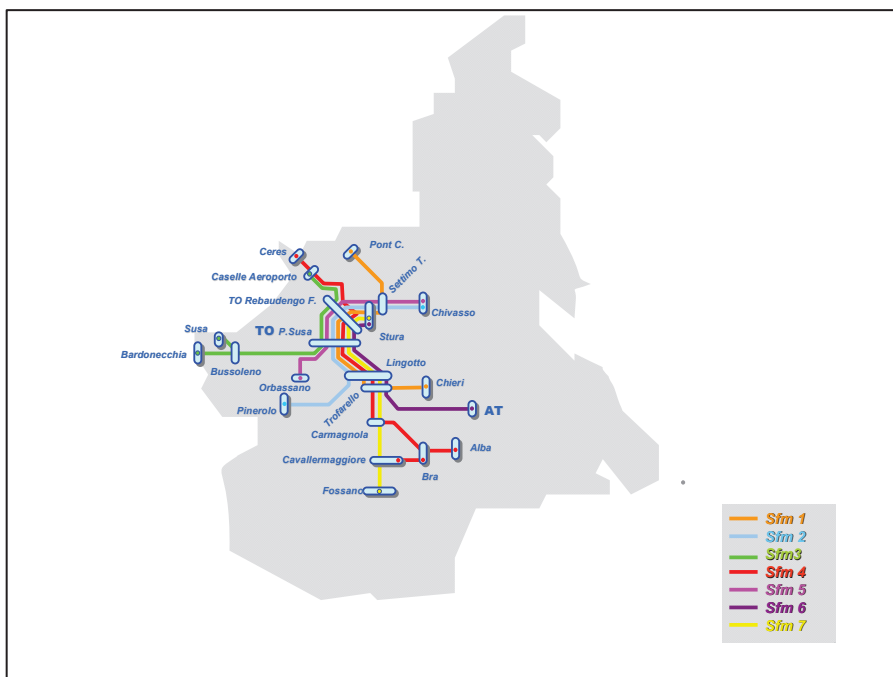 Pont C.
Ceres
Settimo T.
Caselle Aeroporto
TO Rebaudengo F.
Chivasso
Susa
TO P.Susa
Stura
Bardonecchia
Bussoleno
Lingotto
Orbassano
Chieri
Pinerolo
Trofarello
AT
Carmagnola
Alba
Cavallermaggiore
Bra
Fossano
Sfm 1
Sfm 2
Sfm3
Sfm 4
Sfm 5
Sfm 6
Sfm 7